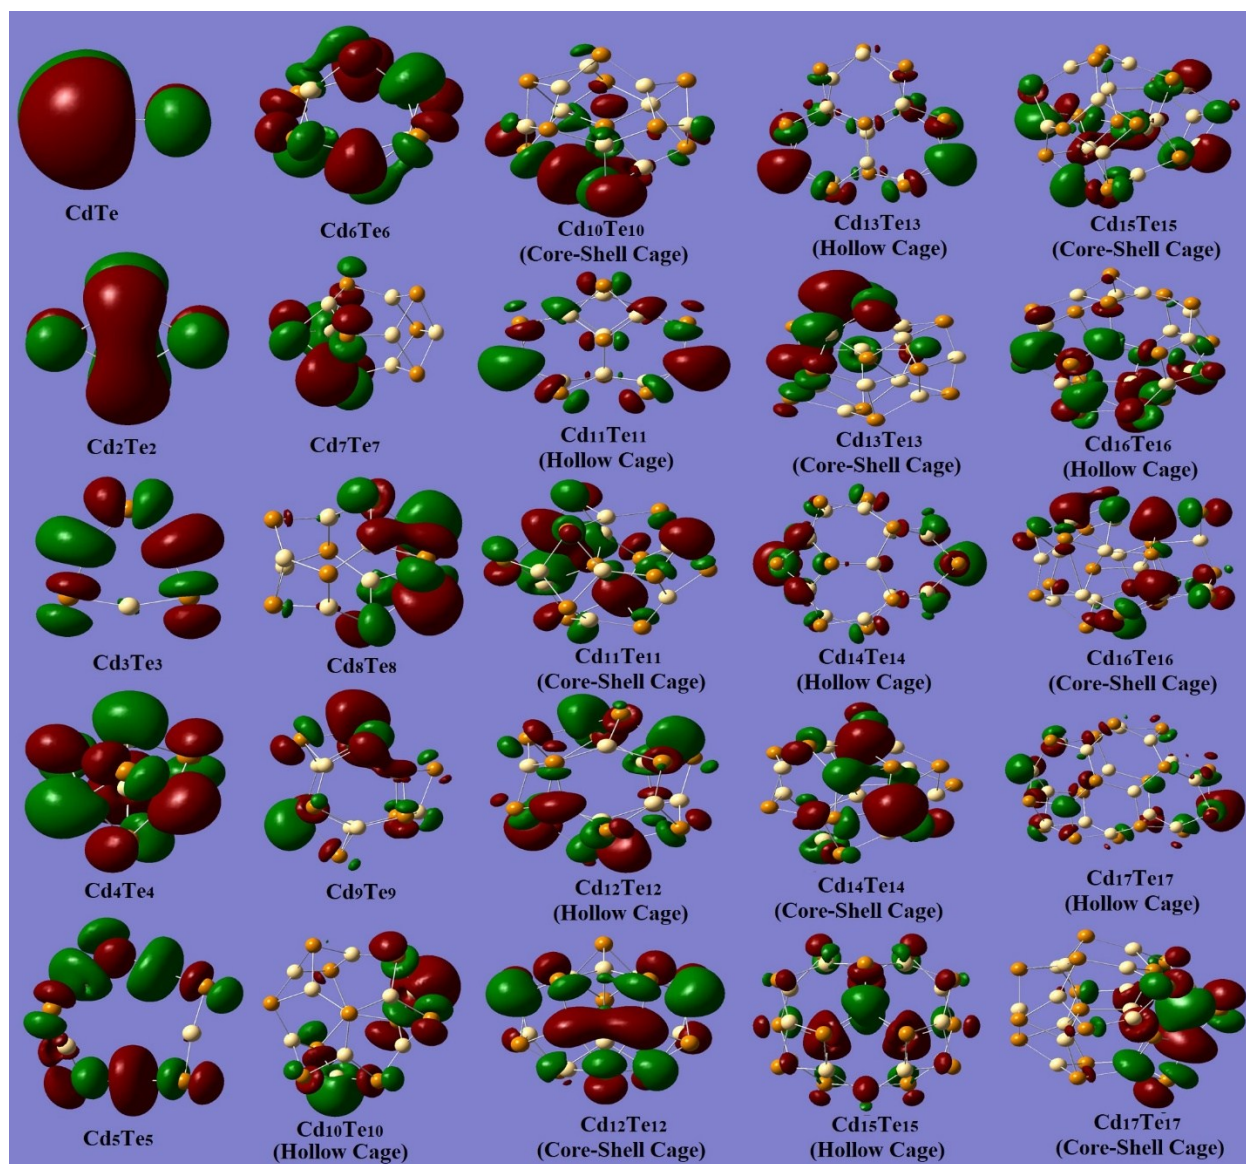 CdTe
Cd6Te6
Cd10Te10
(Core-Shell Cage)
Cd13Te13
(Hollow Cage)
Cd15Te15
(Core-Shell Cage)
Cd2Te2
Cd7Te7
Cd11Te11
(Hollow Cage)
Cd13Te13
(Core-Shell Cage)
Cd16Te16
(Hollow Cage)
Cd3Te3
Cd8Te8
Cd11Te11
(Core-Shell Cage)
Cd14Te14
(Hollow Cage)
Cd16Te16
(Core-Shell Cage)
Cd4Te4
Cd9Te9
Cd12Te12
(Hollow Cage)
Cd14Te14
(Core-Shell Cage)
Cd17Te17
(Hollow Cage)
Cd5Te5
Cd10Te10
(Hollow Cage)
Cd12Te12
(Core-Shell Cage)
Cd15Te15
(Hollow Cage)
Cd17Te17
(Core-Shell Cage)